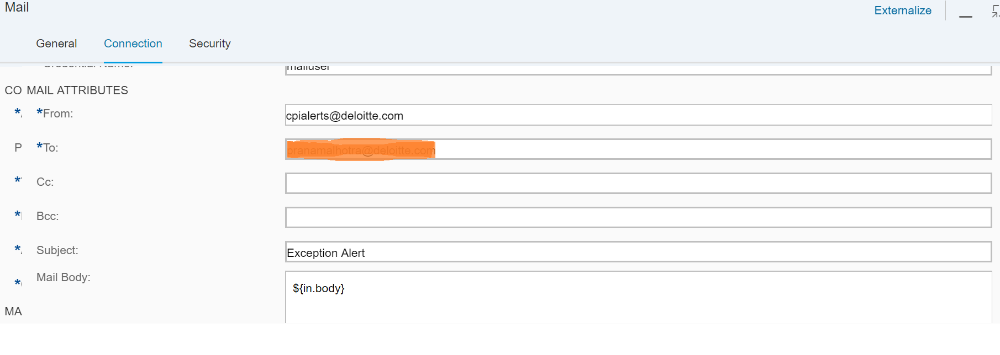 Mail
Externalize
General Connection Security
Credential Name: mailuser
CO MAIL ATTRIBUTES
* *From: cpialerts@deloitte.com
P *To:
* Cc:
* Bcc:
* Subject: Exception Alert
* Mail Body: ${in.body}
MA